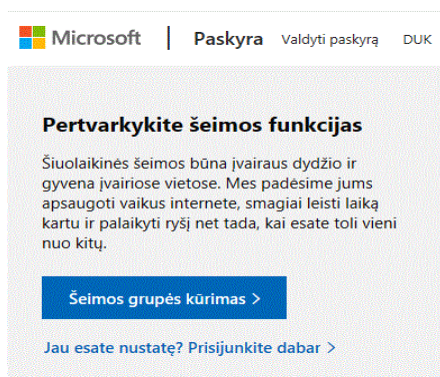 Microsoft | Paskyra Valdyti paskyrą DUK
Pertvarkykite šeimos funkcijas
Šiuolaikinės šeimos būna įvairaus dydžio ir
gyvena įvairiose vietose. Mes padėsime jums
apsaugoti vaikus internete, smagiai leisti laiką
kartu ir palaikyti ryšį net tada, kai esate toli vieni
nuo kitų.
Šeimos grupės kūrimas >
Jau esate nustatę? Prisijunkite dabar >